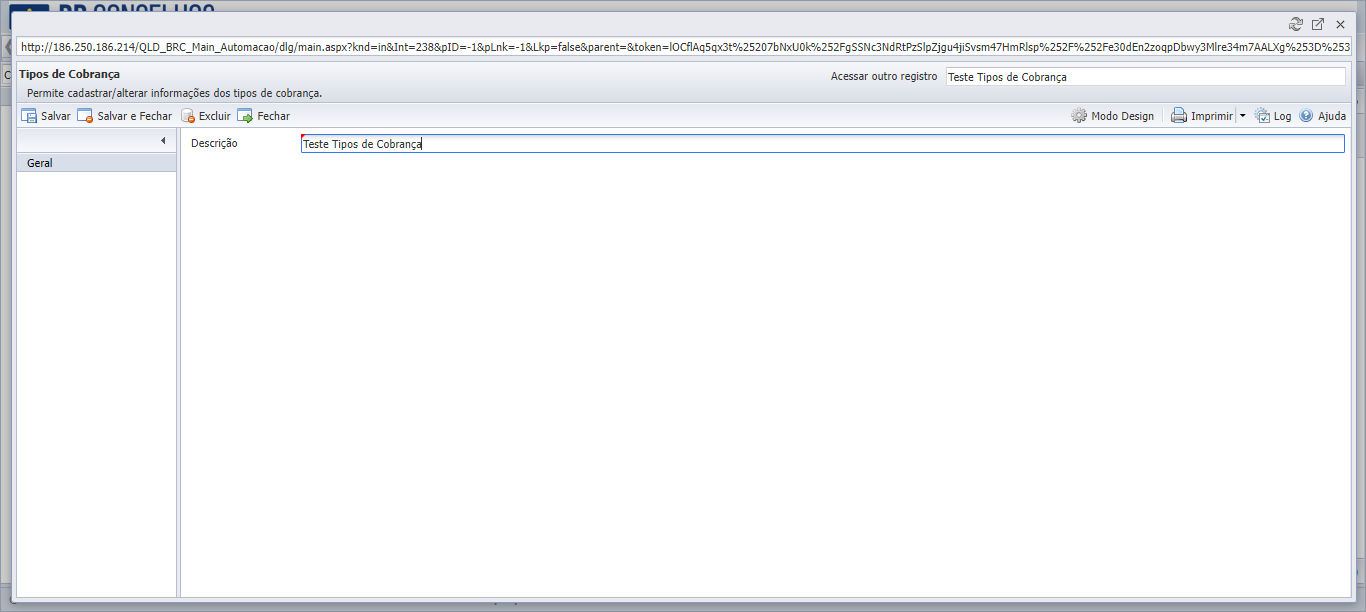 http://186.250.186.214/QLD_BRC_Main_Automacao/dlg/main.aspx?knd=in&Int=238&pID=-1&pLnk=-1&Lkp=false&parent=&token=lOCflAq5qx3t%25207bNxU0k%252FgSSNc3NdRtPzSlpZjgu4jiSvsm47HmRlsp%252F%252Fe30dEn2zoqpDbwy3Mlre34m7AALXg%253D%253
Tipos de Cobrança
Acessar outro registro Teste Tipos de Cobrança
Permite cadastrar/alterar informações dos tipos de cobrança.
Salvar Salvar e Fechar Excluir Fechar Modo Design Imprimir Log Ajuda
Descrição Teste Tipos de Cobrança
Geral